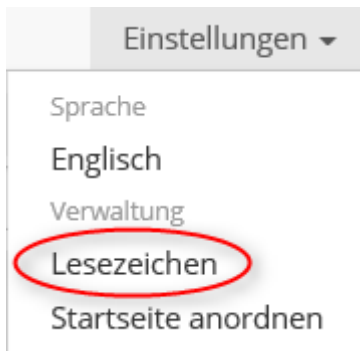 Einstellungen
Sprache
Englisch
Verwaltung
Lesezeichen
Startseite anordnen